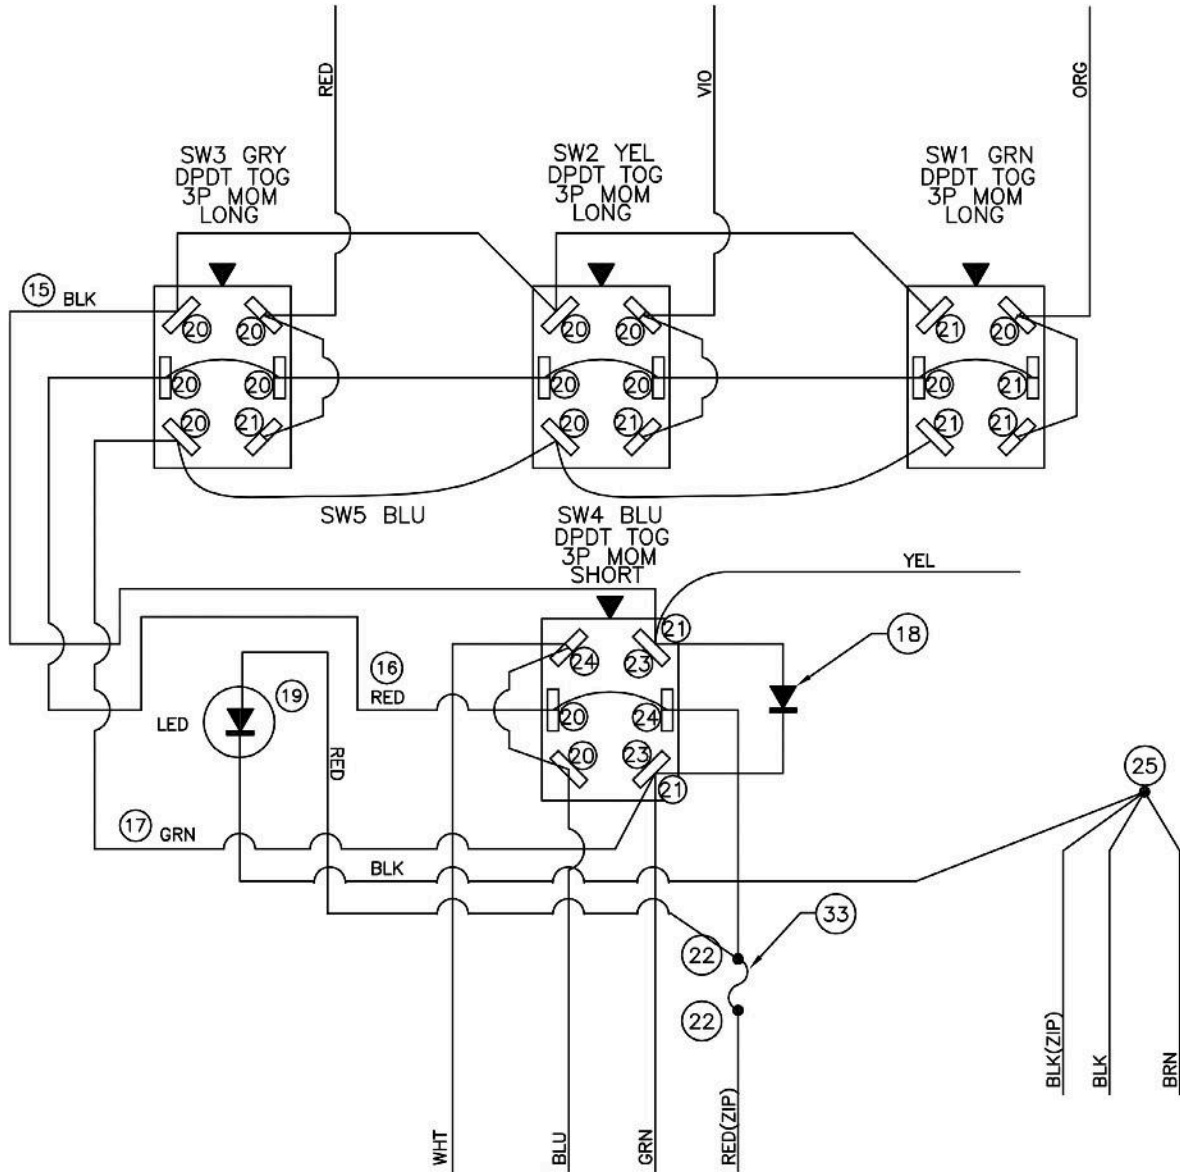 RED
VIO
ORG
SW3 GRY
DPDT TOG
3P MOM
LONG
SW2 YEL
DPDT TOG
3P MOM
LONG
SW1 GRN
DPDT TOG
3P MOM
LONG
15 BLK
20 20
20 20
21 20
20 20
20 20
20 21
20 21
20 21
21 21
SW5 BLU
SW4 BLU
DPDT TOG
3P MOM
SHORT
YEL
21
24 23
18
16
RED
19
LED
20 24
RED
20 23
21
25
17 GRN
BLK
33
22
22
BLK(ZIP)
BLK
BRN
WHT
BLU
GRN
RED(ZIP)